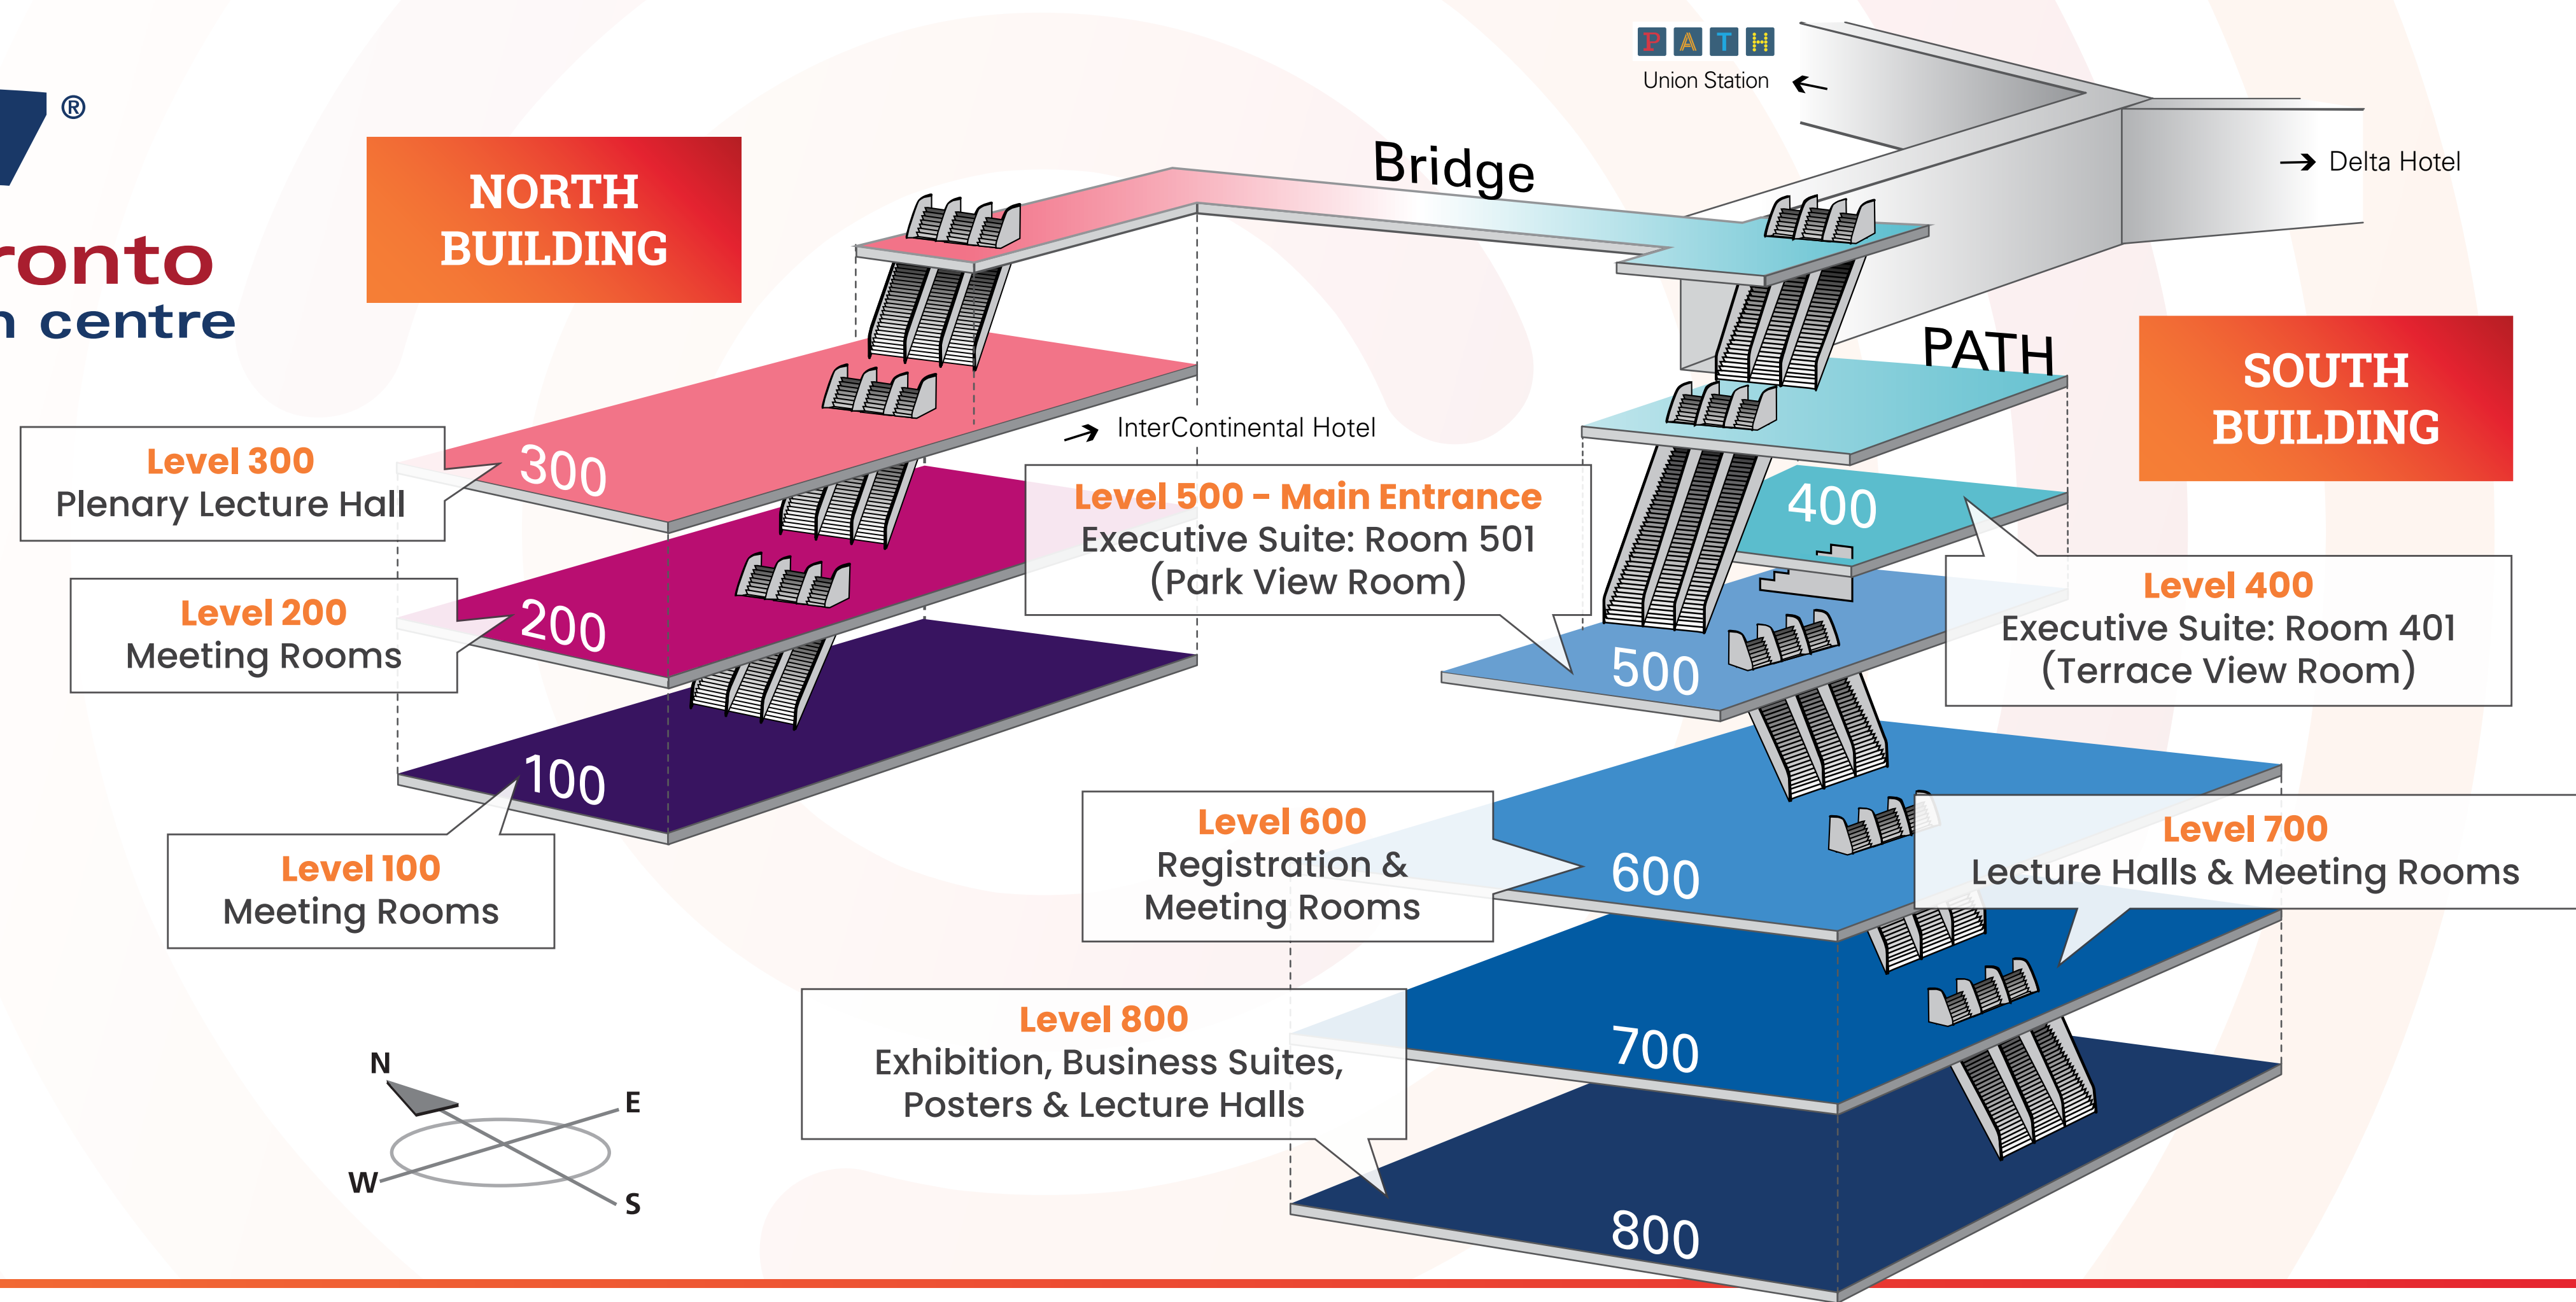 ®
ronto
n centre
NORTH
BUILDING
PATH
Union Station
Delta Hotel
Bridge
PATH
SOUTH
BUILDING
InterContinental Hotel
Level 300
Plenary Lecture Hall
300
Level 200
Meeting Rooms
200
Level 100
Meeting Rooms
100
Level 500 – Main Entrance
Executive Suite: Room 501
(Park View Room)
500
400
Level 400
Executive Suite: Room 401
(Terrace View Room)
Level 600
Registration &
Meeting Rooms
600
Level 700
Lecture Halls & Meeting Rooms
700
Level 800
Exhibition, Business Suites,
Posters & Lecture Halls
800
N
E
W
S